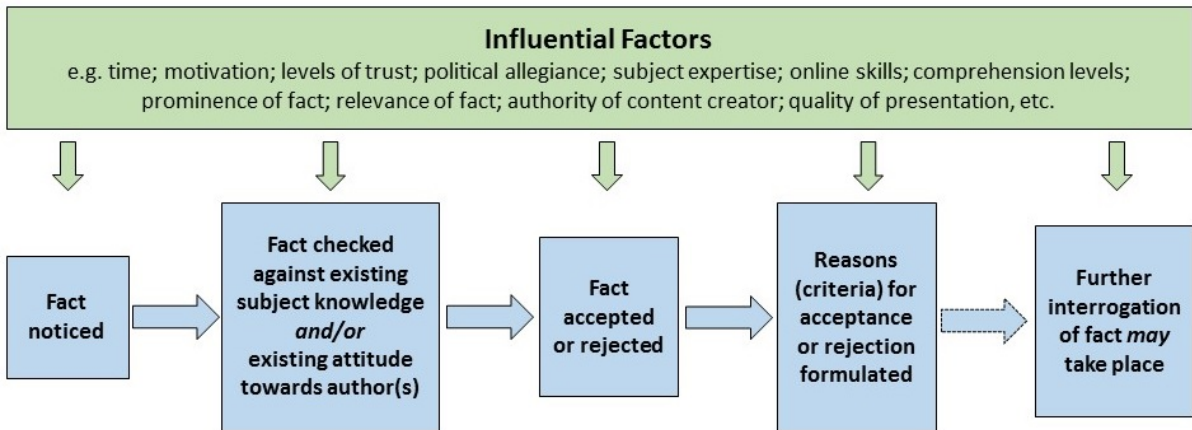 Influential Factors
e.g. time; motivation; levels of trust; political allegiance; subject expertise; online skills; comprehension levels;
prominence of fact; relevance of fact; authority of content creator; quality of presentation, etc.
Fact
noticed
Fact checked
against existing
subject knowledge
and/or
existing attitude
towards author(s)
Fact
accepted
or rejected
Reasons
(criteria) for
acceptance
or rejection
formulated
Further
interrogation
of fact may
take place